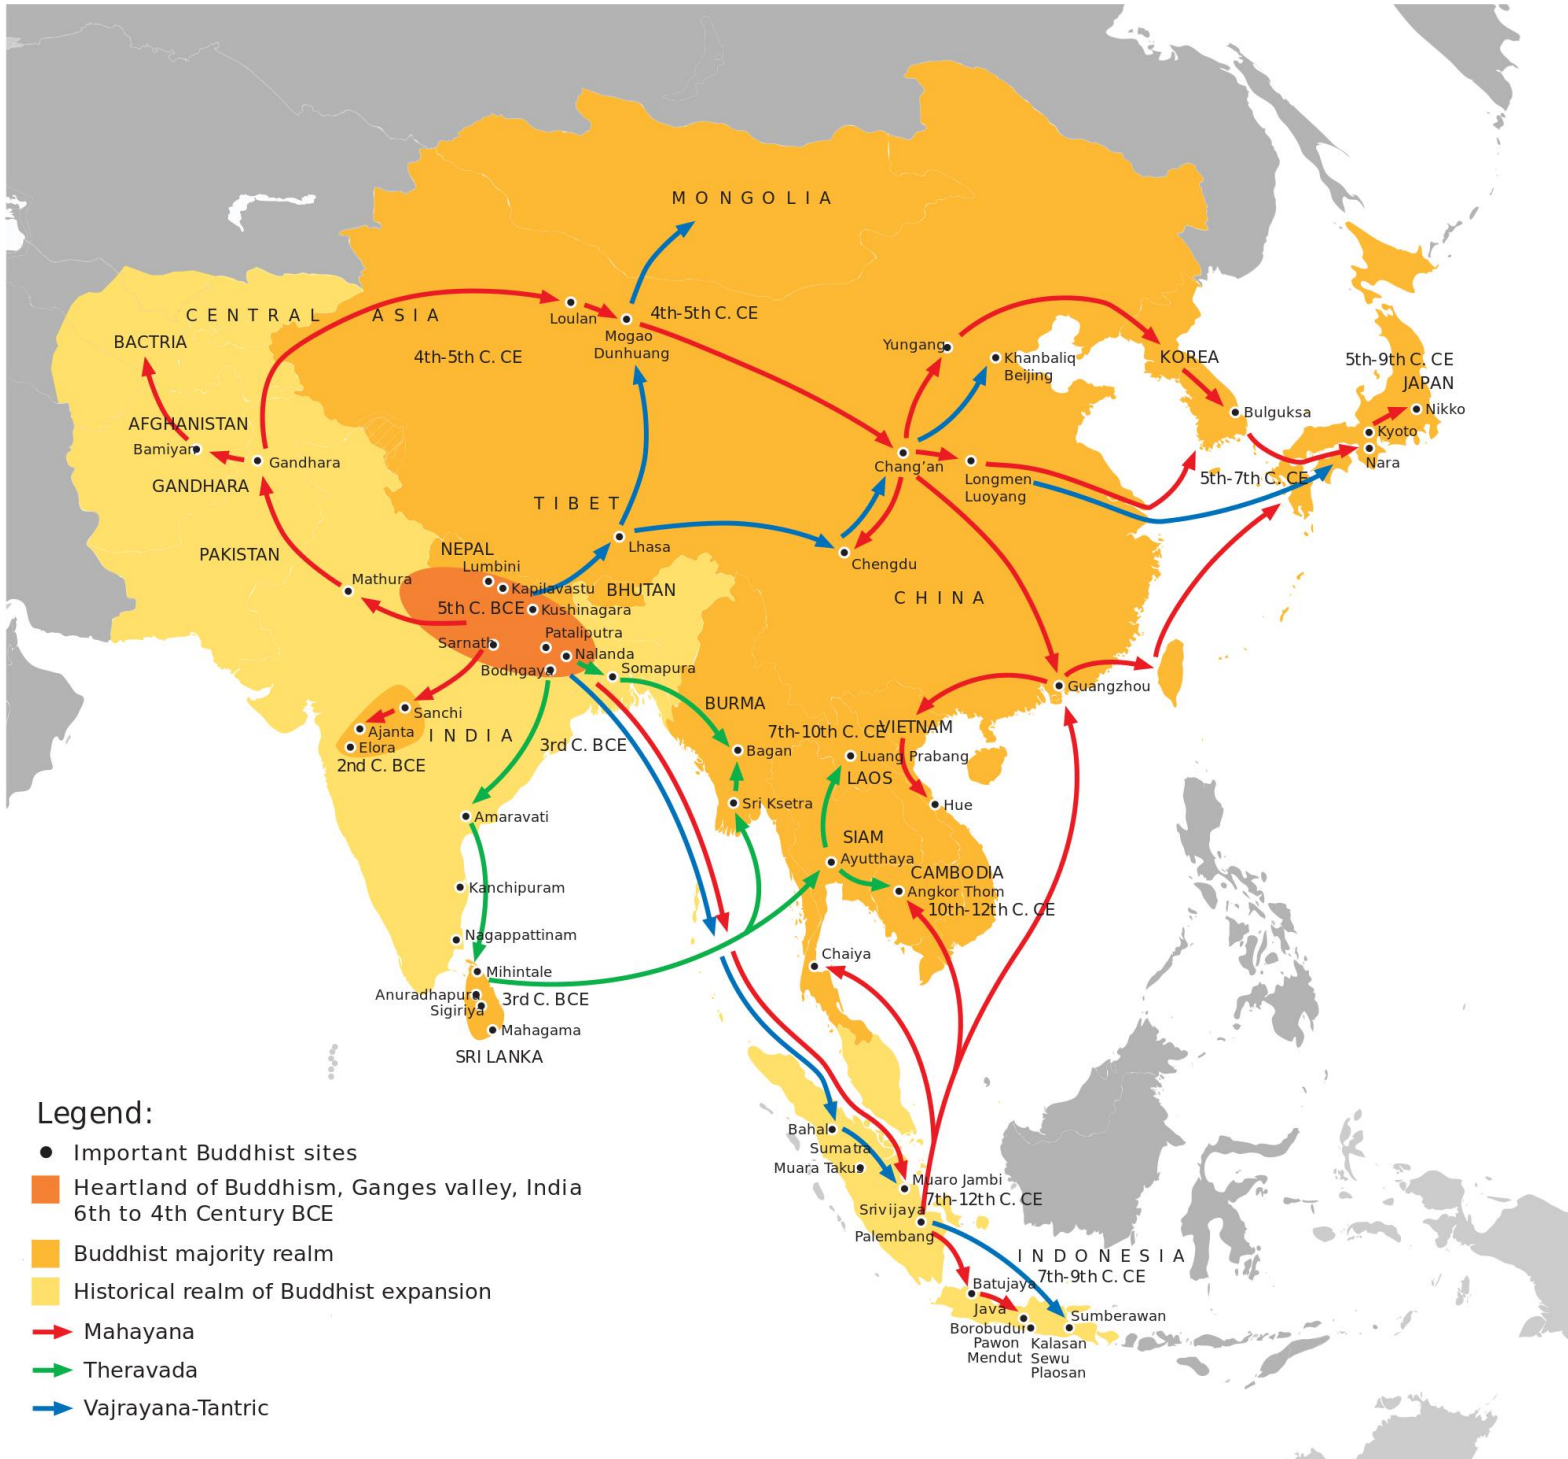 MONGOLIA
CENTRAL ASIA
BACTRIA
Loulan
4th-5th C. CE
Mogao
Dunhuang
4th-5th C. CE
Yungang
Khanbaliq
Beijing
KOREA
5th-9th C. CE
JAPAN
Nikko
Bulguksa
Kyoto
Nara
AFGHANISTAN
Bamiyan
Gandhara
GANDHARA
Chang'an
Longmen
Luoyang
5th-7th C. CE
TIBET
Lhasa
Chengdu
PAKISTAN
NEPAL
Lumbini
Mathura
Kapilavastu
BHUTAN
CHINA
5th C. BCE
Kushinagara
Pataliputra
Sarnath
Nalanda
Bodhgaya
Somapura
Guangzhou
Sanchi
Ajanta
INDIA
Elora
2nd C. BCE
3rd C. BCE
BURMA
7th-10th C. CE
VIETNAM
Bagan
Luang Prabang
LAOS
Sri Ksetra
Hue
Amaravati
SIAM
Ayutthaya
CAMBODIA
Angkor Thom
10th-12th C. CE
Kanchipuram
Nagappattinam
Chaiya
Mihintale
Anuradhapura
3rd C. BCE
Sigiriya
Mahagama
SRI LANKA
Bahal
Sumatra
Muara Takus
Muaro Jambi
7th-12th C. CE
Srivijaya
Palembang
INDONESIA
7th-9th C. CE
Batujaya
Java
Sumberawan
Borobudur
Pawon
Mendut
Kalasan
Sewu
Plaosan
Legend:
Important Buddhist sites
Heartland of Buddhism, Ganges valley, India
6th to 4th Century BCE
Buddhist majority realm
Historical realm of Buddhist expansion
Mahayana
Theravada
Vajrayana-Tantric